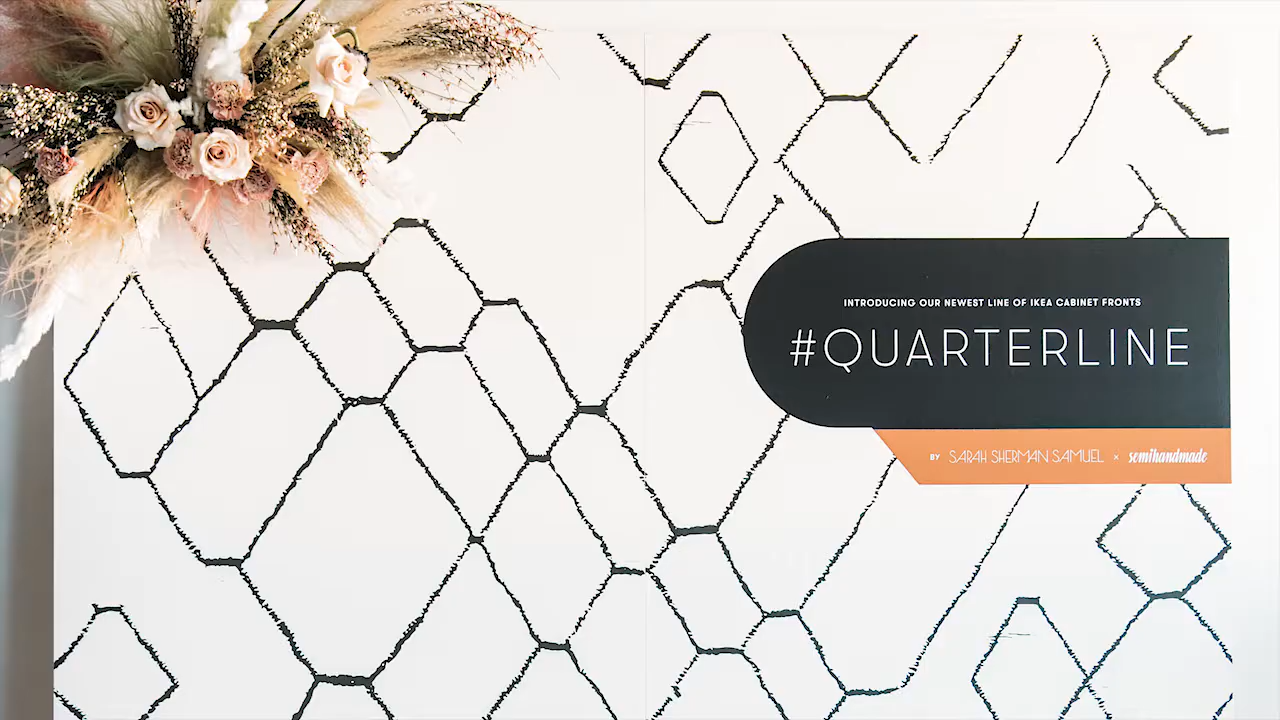 INTRODUCING OUR NEWEST LINE OF IKEA CABINET FRONTS
#QUARTERLINE
BY SARAH SHERMAN SAMUEL × semihandmade